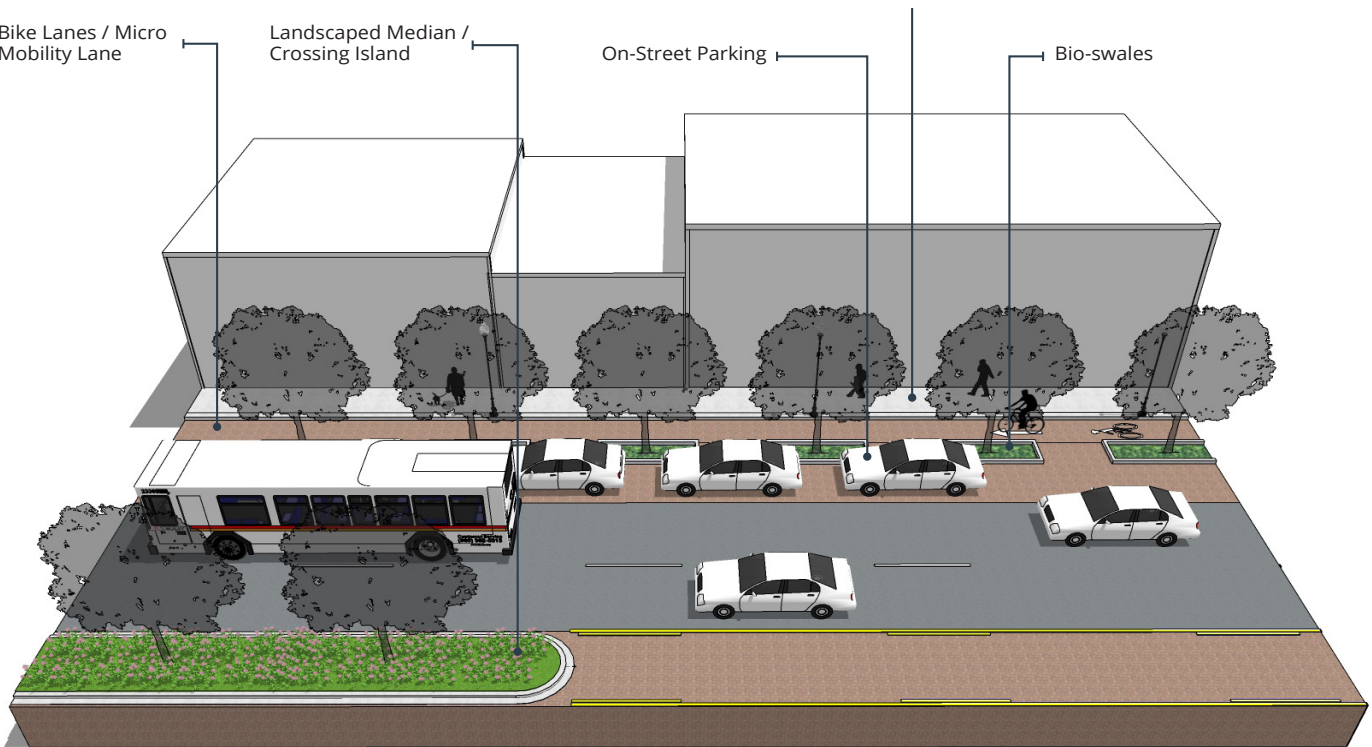 Bike Lanes / Micro
Mobility Lane
Landscaped Median /
Crossing Island
On-Street Parking
Bio-swales